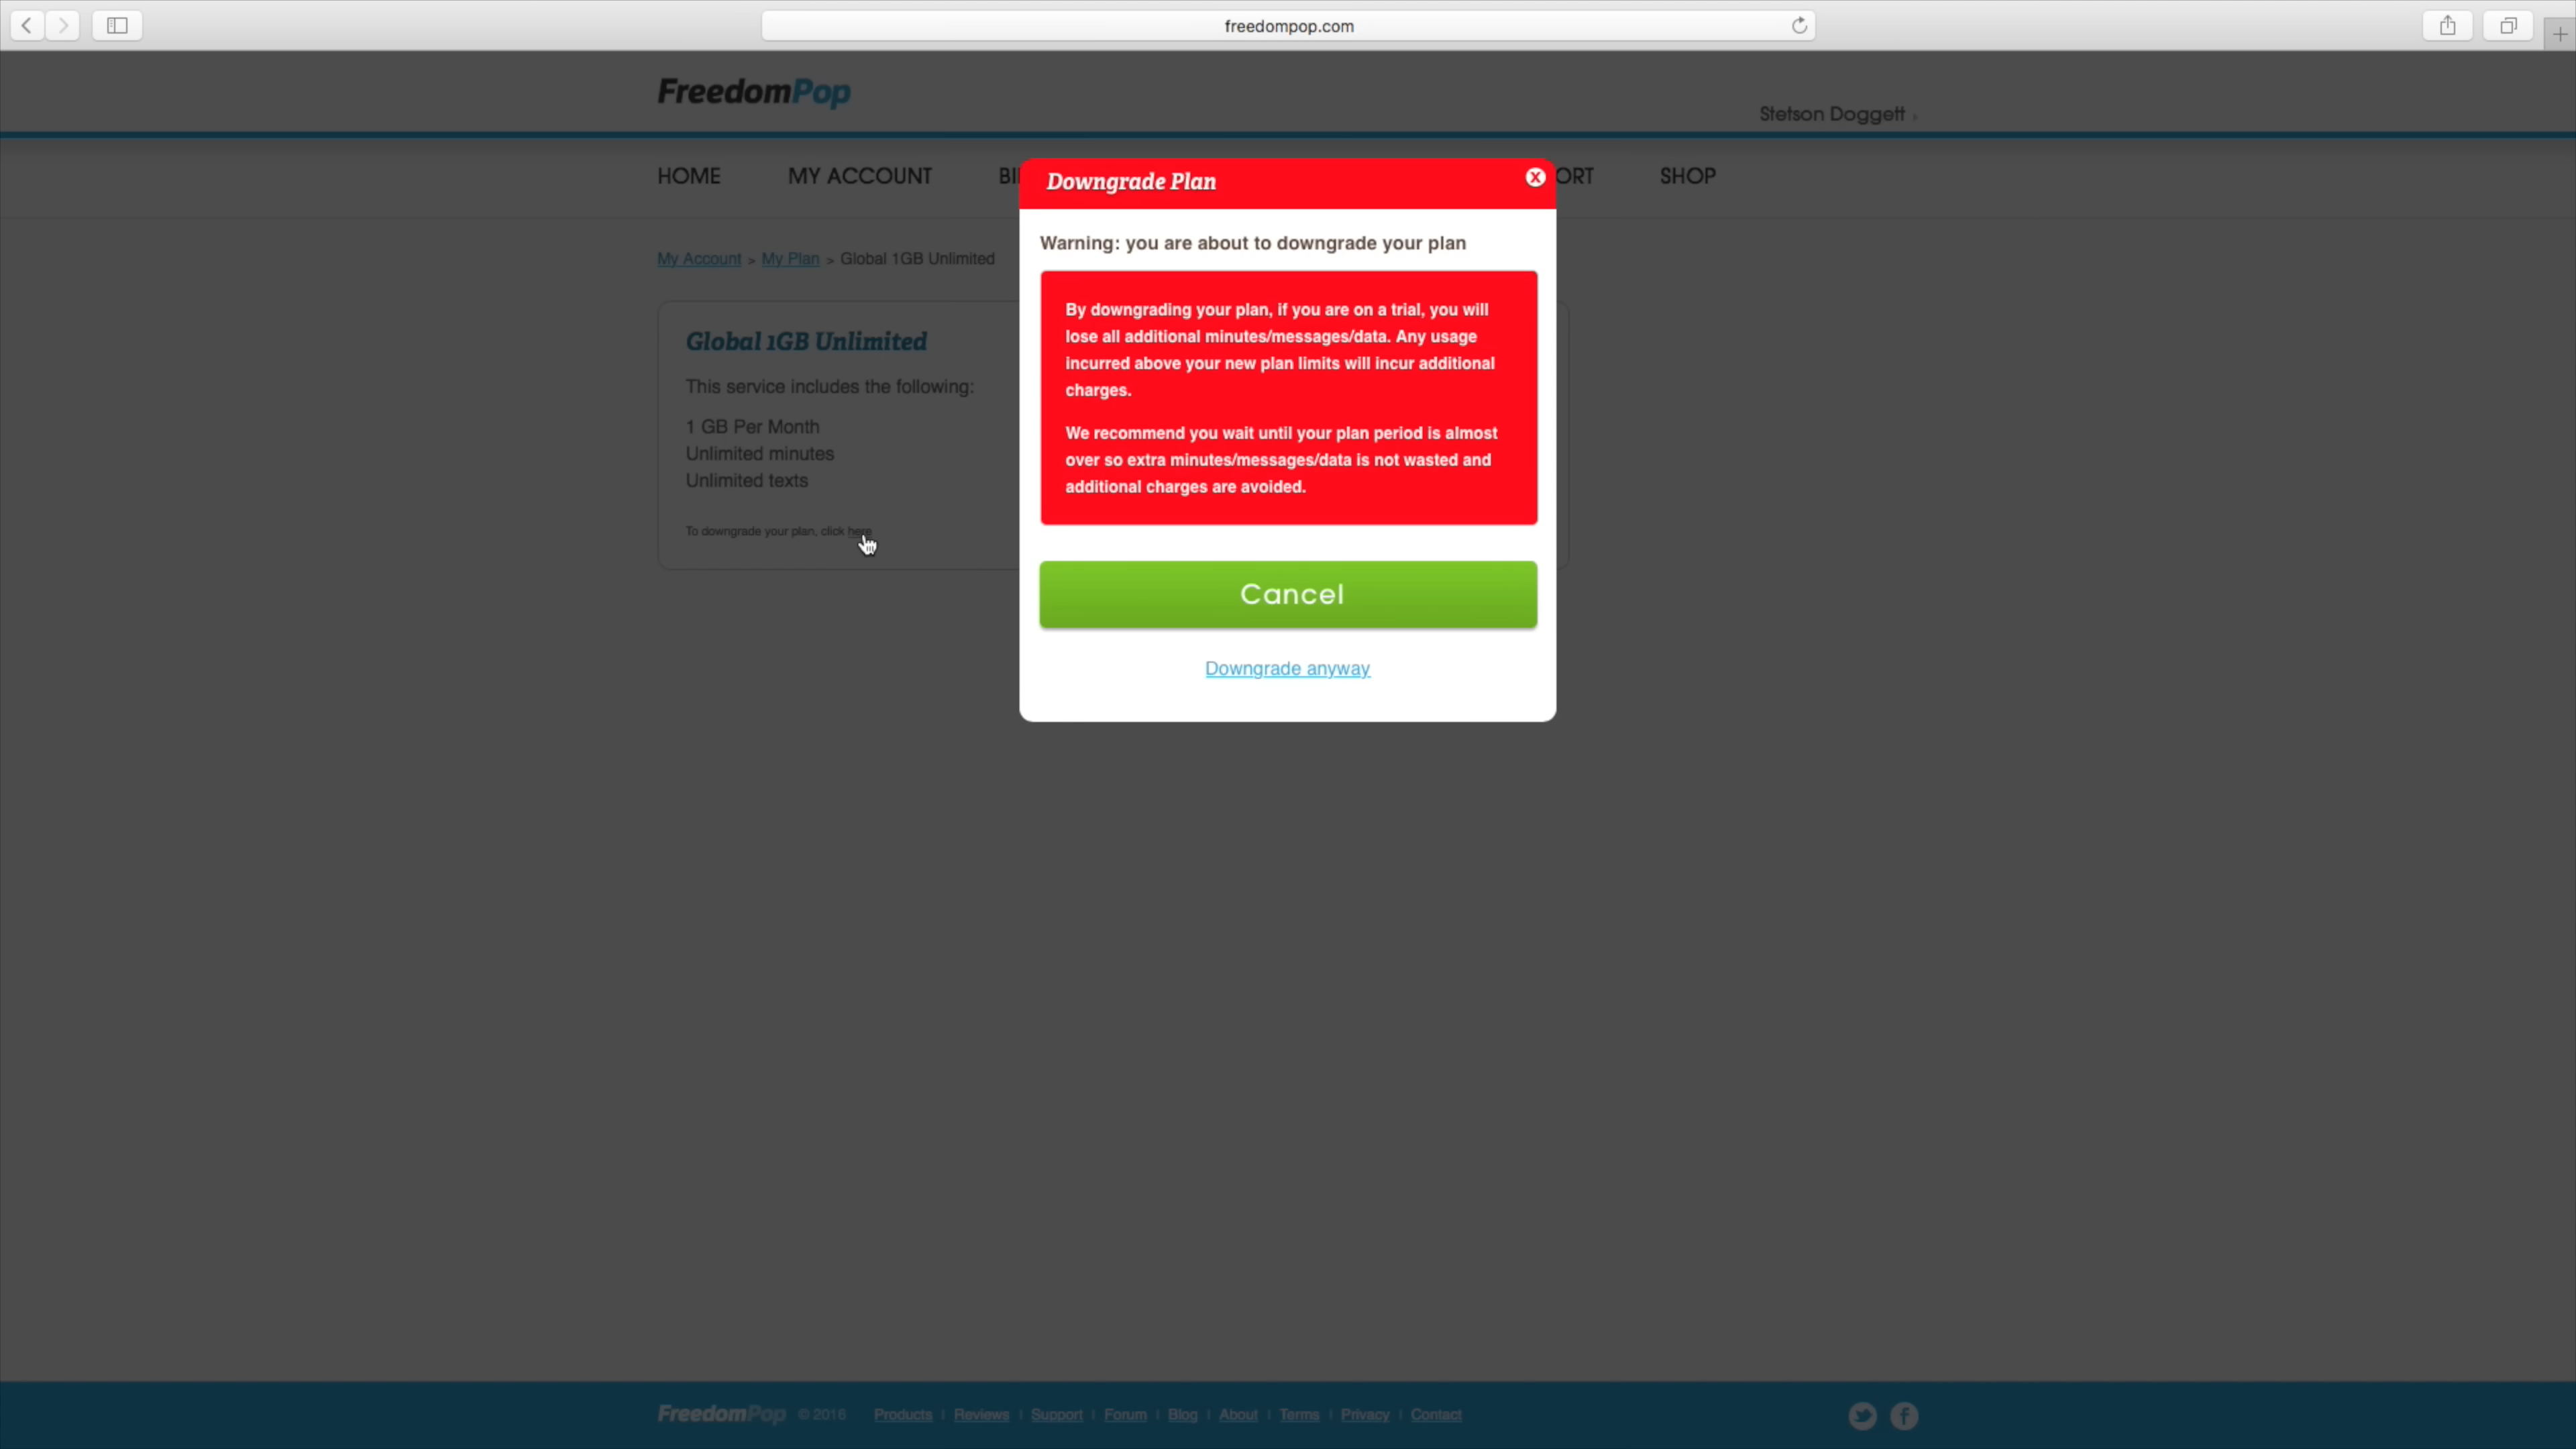 freedompop.com
FreedomPop
Stetson Doggett
HOME MY ACCOUNT BI ORT SHOP
My Account > My Plan > Global 1GB Unlimited
Global 1GB Unlimited
This service includes the following:
1 GB Per Month
Unlimited minutes
Unlimited texts
To downgrade your plan, click here
Downgrade Plan
Warning: you are about to downgrade your plan
By downgrading your plan, if you are on a trial, you will
lose all additional minutes/messages/data. Any usage
incurred above your new plan limits will incur additional
charges.
We recommend you wait until your plan period is almost
over so extra minutes/messages/data is not wasted and
additional charges are avoided.
Cancel
Downgrade anyway
FreedomPop © 2016 Products | Reviews | Support | Forum | Blog | About | Terms | Privacy | Contact